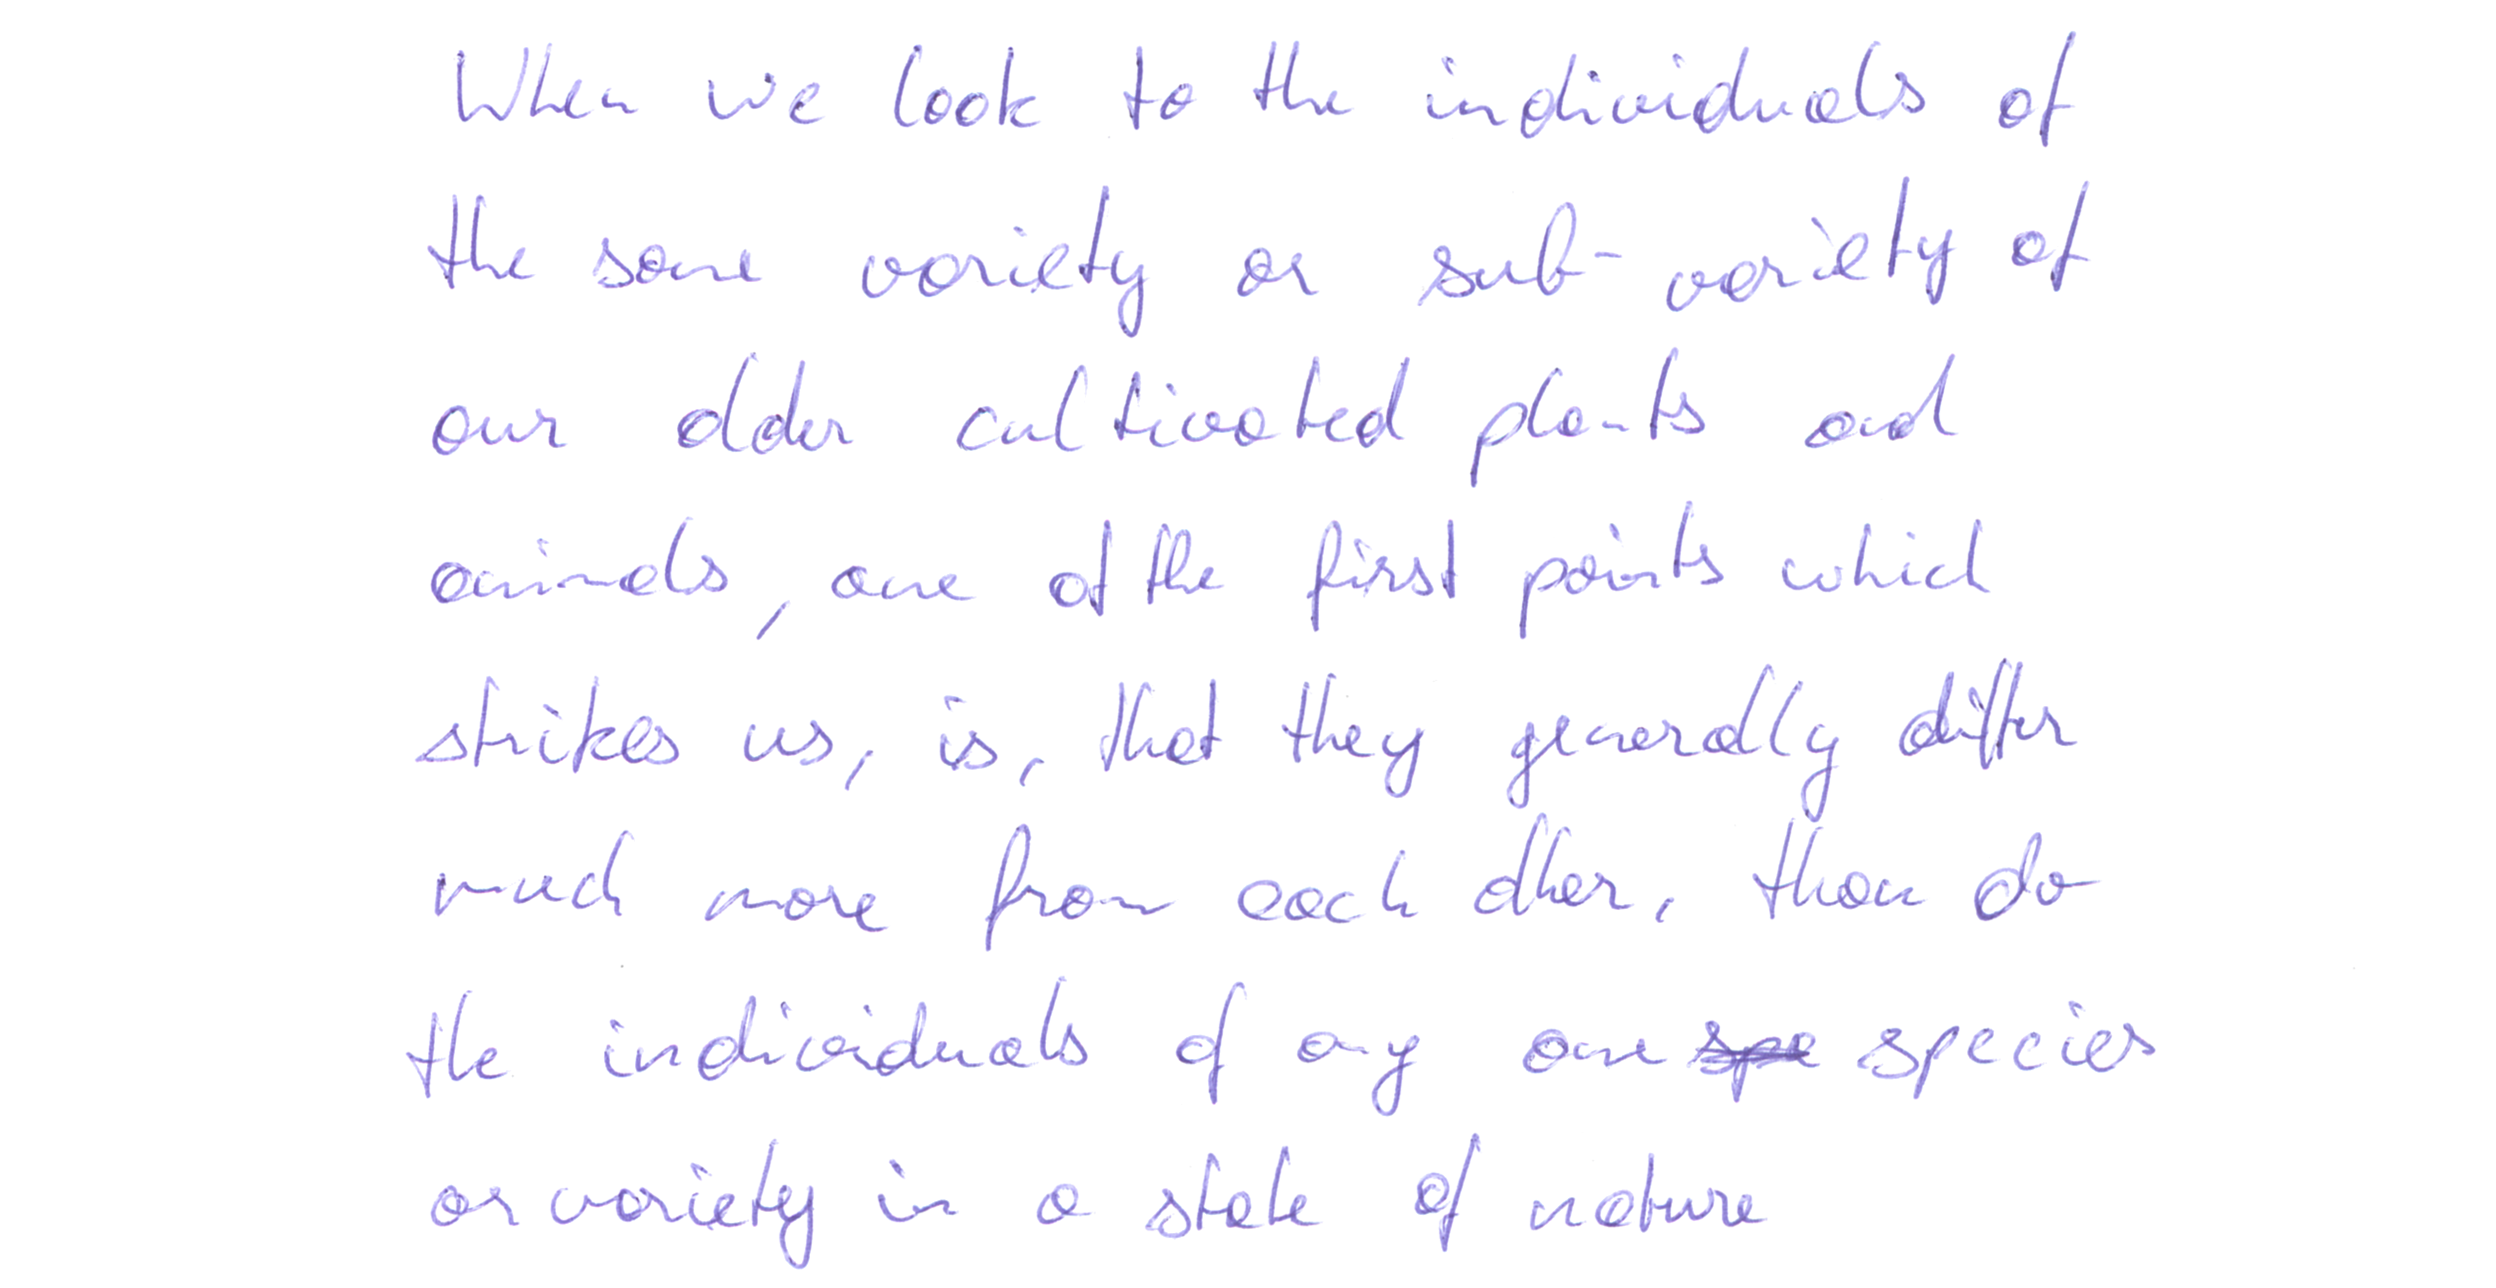 When we look to the individuals of
the same variety or sub-variety of
our older cultivated plants and
animals, one of the first points which
strikes us, is, that they generally differ
much more from each other, than do
the individuals of any one spe species
or variety in a state of nature